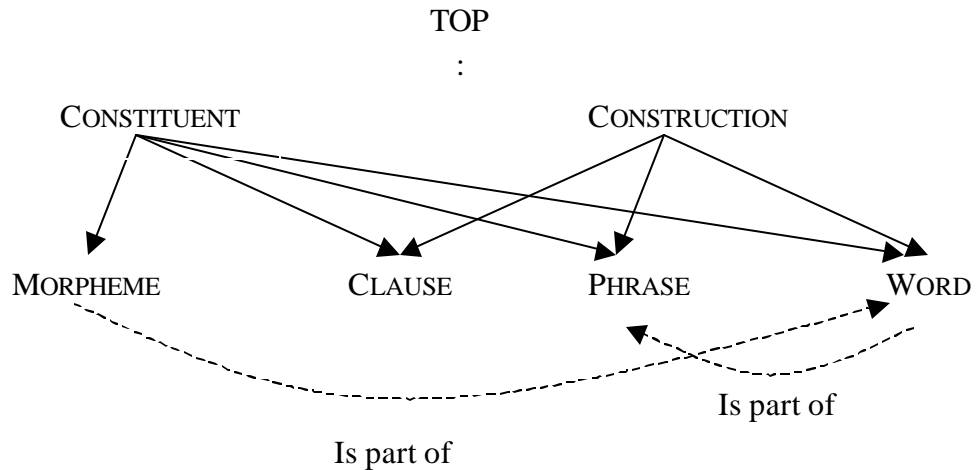 TOP
:
CONSTITUENT CONSTRUCTION
MORPHEME CLAUSE PHRASE WORD
Is part of
Is part of